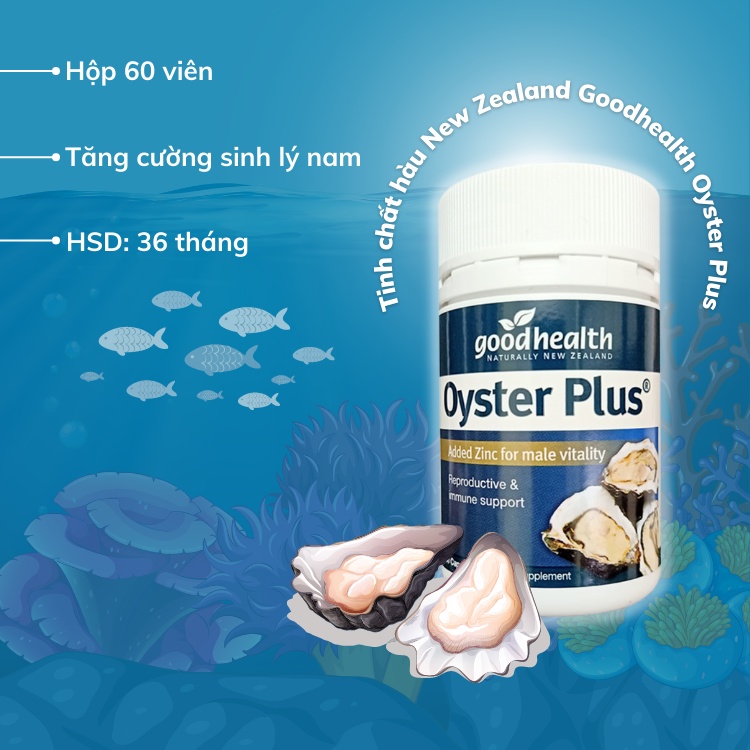 Hộp 60 viên
Tăng cường sinh lý nam
HSD: 36 tháng
Tinh chất hàu New Zealand Goodhealth Oyster Plus
goodhealth
NATURALLY NEW ZEALAND
Oyster Plus®
Added Zinc for male vitality
Reproductive &
immune support